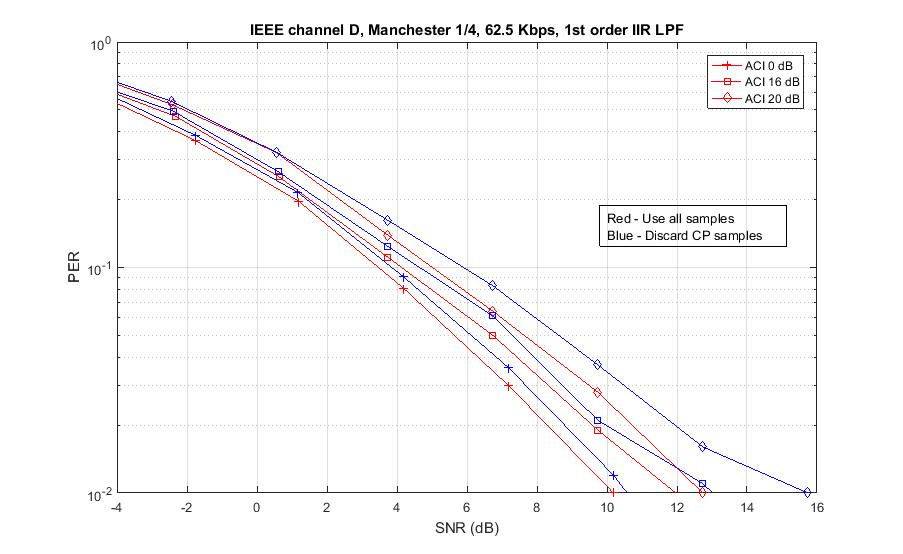 IEEE channel D, Manchester 1/4, 62.5 Kbps, 1st order IIR LPF
10^0
ACI 0 dB
ACI 16 dB
ACI 20 dB
Red - Use all samples
Blue - Discard CP samples
PER
10^-1
10^-2
-4 -2 0 2 4 6 8 10 12 14 16
SNR (dB)